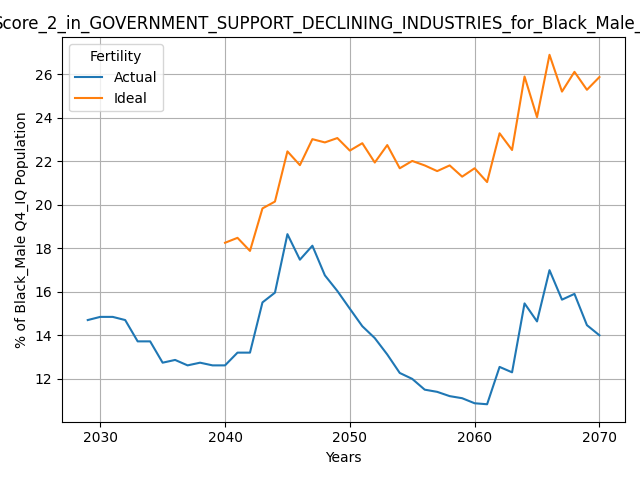 Score_2_in_GOVERNMENT_SUPPORT_DECLINING_INDUSTRIES_for_Black_Male_
Fertility
Actual
Ideal
% of Black_Male Q4_IQ Population
26
24
22
20
18
16
14
12
2030 2040 2050 2060 2070
Years